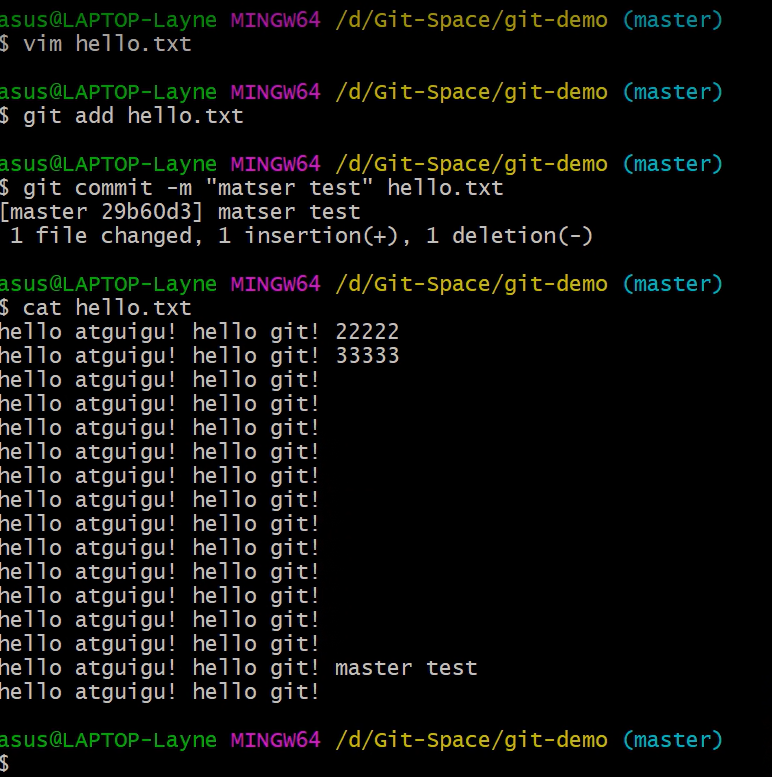 asus@LAPTOP-Layne MINGW64 /d/Git-Space/git-demo (master)
$ vim hello.txt
asus@LAPTOP-Layne MINGW64 /d/Git-Space/git-demo (master)
$ git add hello.txt
asus@LAPTOP-Layne MINGW64 /d/Git-Space/git-demo (master)
$ git commit -m "matser test" hello.txt
[master 29b60d3] matser test
1 file changed, 1 insertion(+), 1 deletion(-)
asus@LAPTOP-Layne MINGW64 /d/Git-Space/git-demo (master)
$ cat hello.txt
hello atguigu! hello git! 22222
hello atguigu! hello git! 33333
hello atguigu! hello git!
hello atguigu! hello git!
hello atguigu! hello git!
hello atguigu! hello git!
hello atguigu! hello git!
hello atguigu! hello git!
hello atguigu! hello git!
hello atguigu! hello git!
hello atguigu! hello git!
hello atguigu! hello git!
hello atguigu! hello git!
hello atguigu! hello git!
hello atguigu! hello git! master test
hello atguigu! hello git!
asus@LAPTOP-Layne MINGW64 /d/Git-Space/git-demo (master)
$